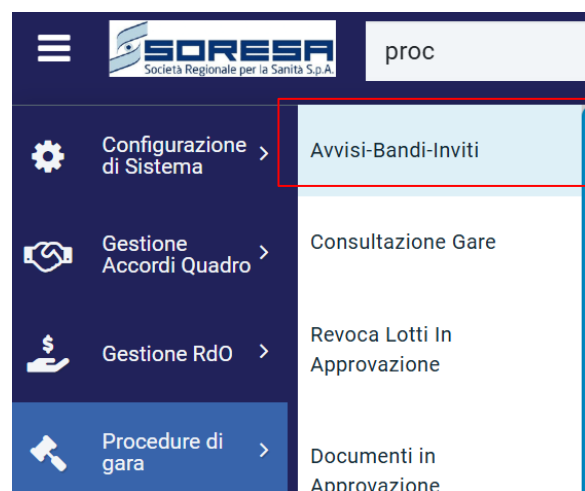 SORESA
Società Regionale per la Sanità S.p.A.
proc
Configurazione
di Sistema
Avvisi-Bandi-Inviti
Gestione
Accordi Quadro
Consultazione Gare
Gestione RdO
Revoca Lotti In
Approvazione
Procedure di
gara
Documenti in
Approvazione